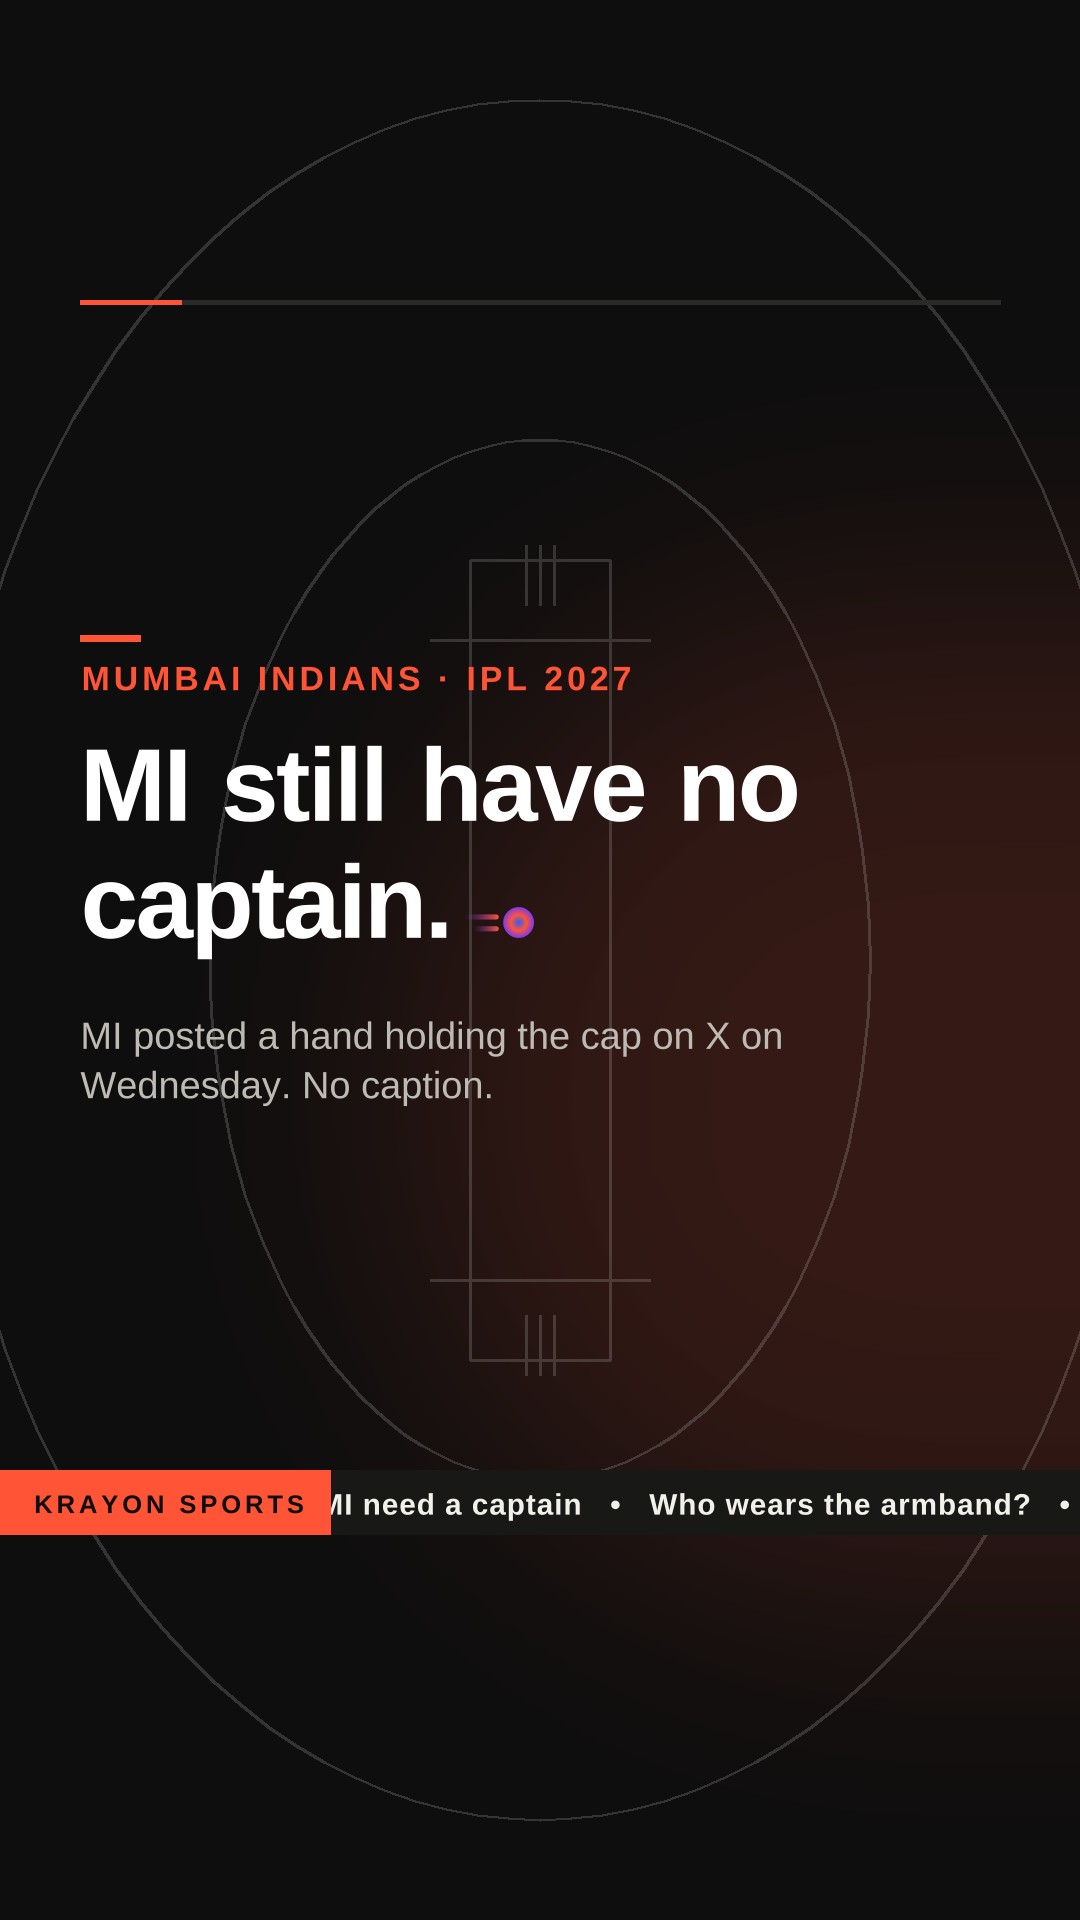 MUMBAI INDIANS · IPL 2027
MI still have no
captain.
MI posted a hand holding the cap on X on
Wednesday. No caption.
KRAYON SPORTS
MI need a captain • Who wears the armband? •